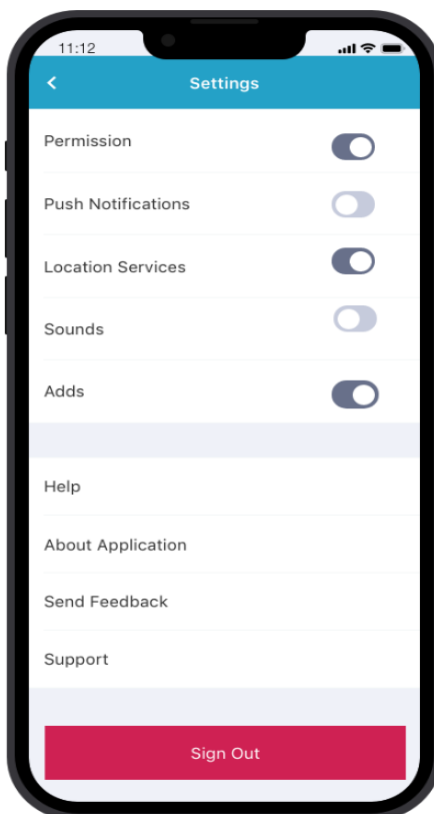 11:12
Settings
Permission
Push Notifications
Location Services
Sounds
Adds
Help
About Application
Send Feedback
Support
Sign Out